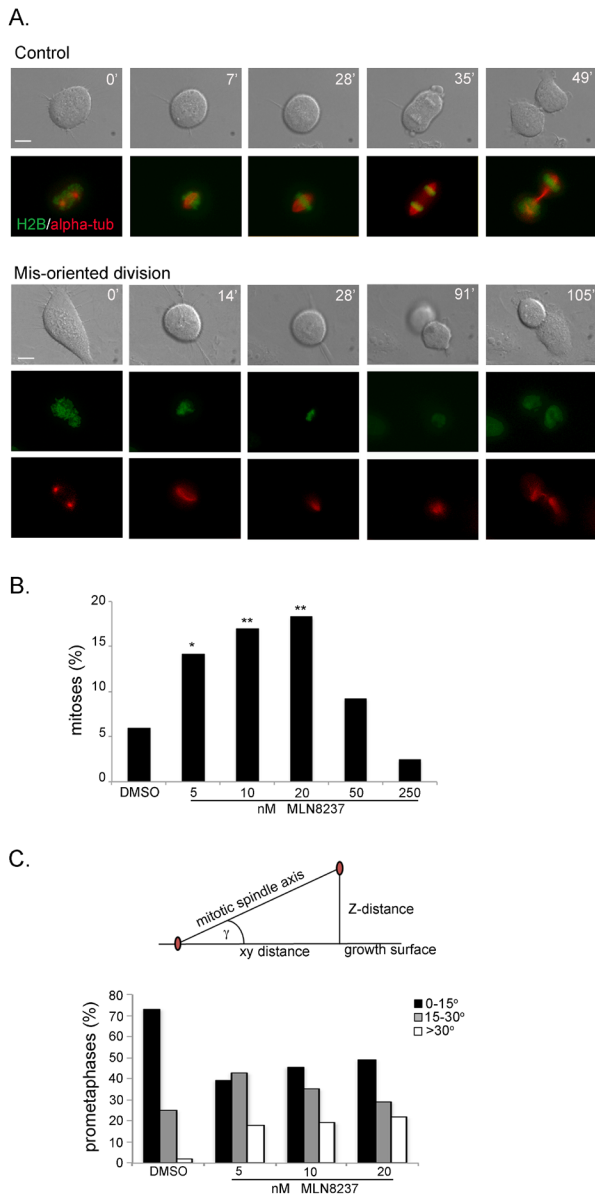 A.
Control
0' 7' 28' 35' 49'
H2B/alpha-tub
Mis-oriented division
0' 14' 28' 91' 105'
B.
mitoses (%)
20
15
10
5
0
* ** **
DMSO 5 10 20 50 250
nM MLN8237
C.
mitotic spindle axis
γ
Z-distance
xy distance
growth surface
prometaphases (%)
80
70
60
50
40
30
20
10
0
0-15º
15-30º
>30º
DMSO 5 10 20
nM MLN8237